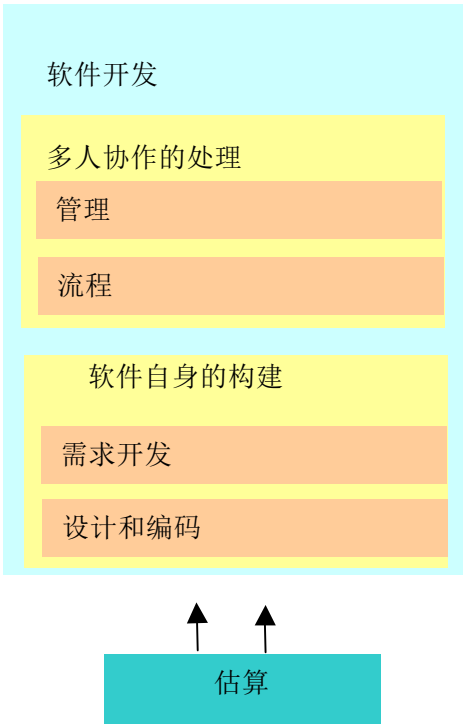 软件开发
多人协作的处理
管理
流程
软件自身的构建
需求开发
设计和编码
估算